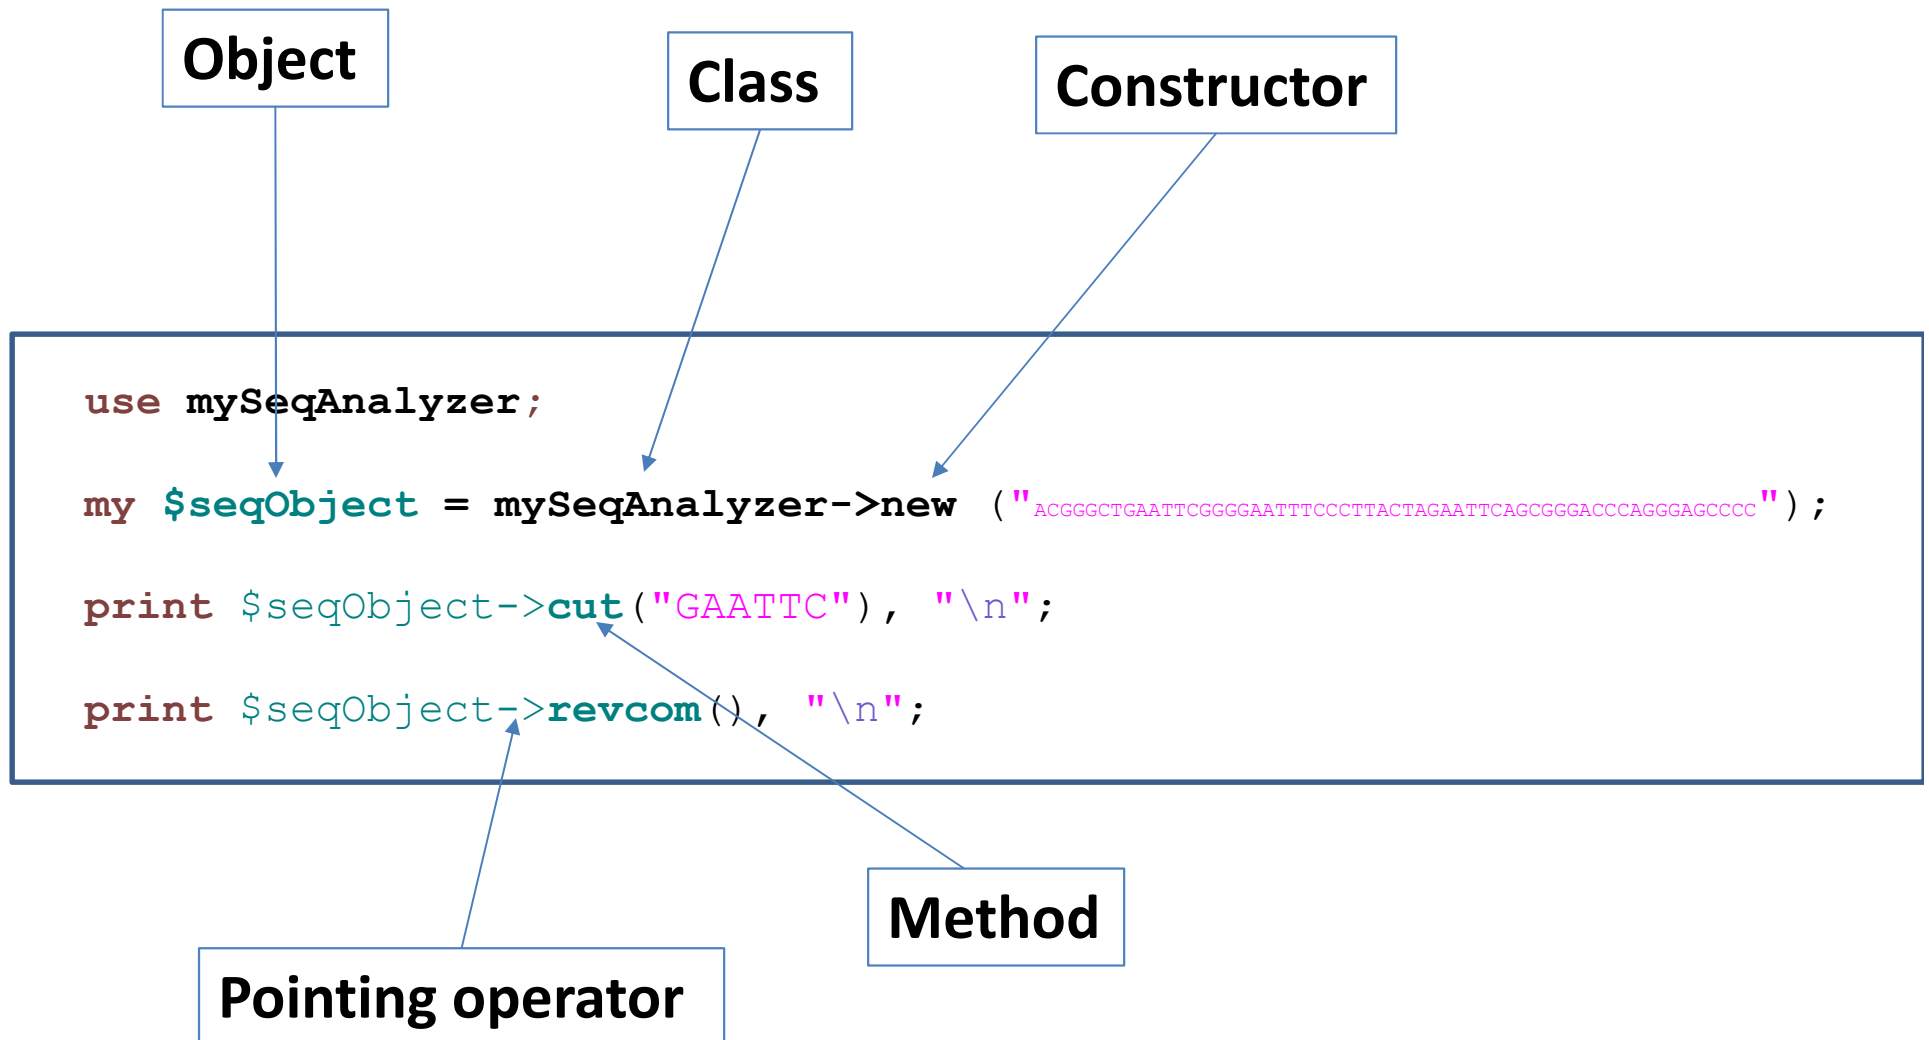 Object
Class
Constructor
use mySeqAnalyzer;
my $seqObject = mySeqAnalyzer->new ("ACGGGCTGAATTCGGGGAATTTCCCTTACTAGAATTCAGCGGGACCCAGGGAGCCCC");
print $seqObject->cut("GAATTC"), "\n";
print $seqObject->revcom(), "\n";
Method
Pointing operator